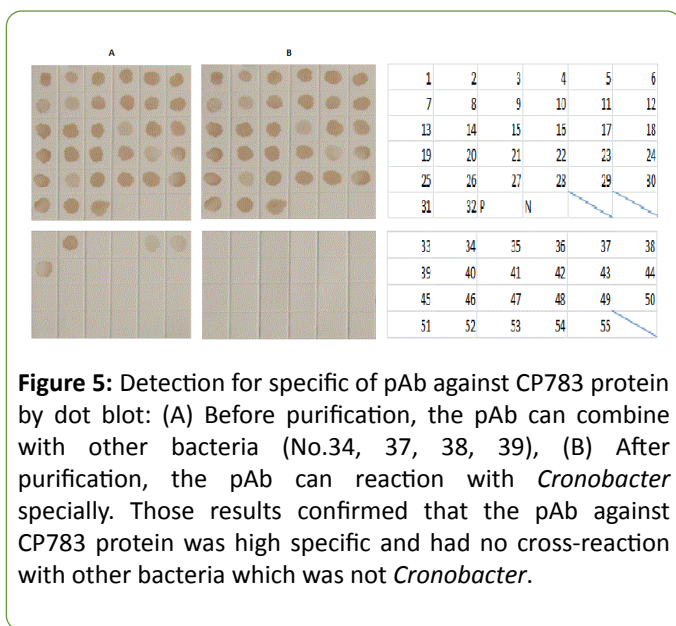 A B
1 2 3 4 5 6
7 8 9 10 11 12
13 14 15 15 17 18
19 20 21 22 23 24
25 26 27 28 29 30
31 32 P N
33 34 35 36 37 38
39 40 41 42 43 44
45 46 47 48 49 50
51 52 53 54 55
Figure 5: Detection for specific of pAb against CP783 protein
by dot blot: (A) Before purification, the pAb can combine
with other bacteria (No.34, 37, 38, 39), (B) After
purification, the pAb can reaction with Cronobacter
specially. Those results confirmed that the pAb against
CP783 protein was high specific and had no cross-reaction
with other bacteria which was not Cronobacter.